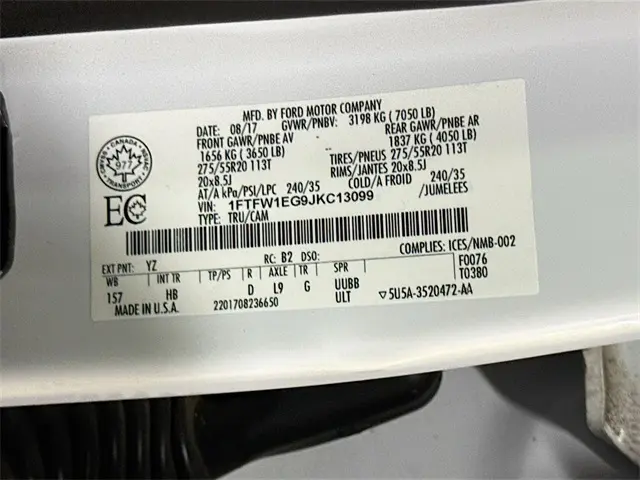 MFD. BY FORD MOTOR COMPANY
DATE: 08/17 GVWR/PNBV: 3198 KG ( 7050 LB)
FRONT GAWR/PNBE AV REAR GAWR/PNBE AR
1656 KG ( 3650 LB) 1837 KG ( 4050 LB)
275/55R20 113T TIRES/PNEUS 275/55R20 113T
20x8.5J RIMS/JANTES 20x8.5J
AT/A kPa/PSI/LPC 240/35 COLD/A FROID 240/35
VIN: 1FTFW1EG9JKC13099 /JUMELEES
TYPE: TRU/CAM
CANADA
977
TRANSPORT
EC
EXT PNT: YZ RC: B2 DSO: COMPLIES: ICES/NMB-002
WB INT TR TP/PS R AXLE TR SPR F0076
157 HB D L9 G UUBB T0380
MADE IN U.S.A. 2201708236650 ULT ▽5U5A-3520472-AA